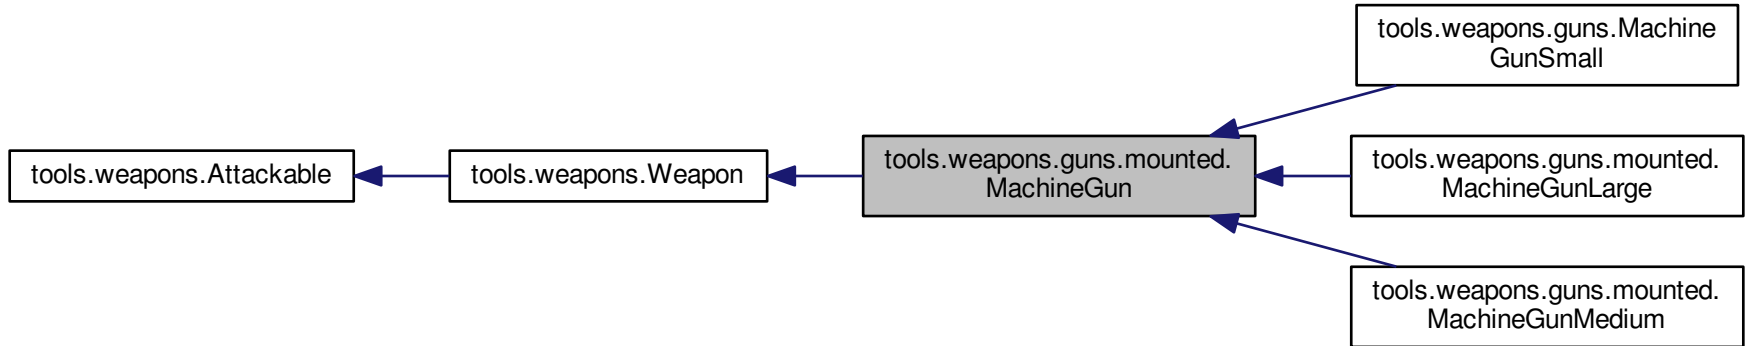 tools.weapons.Attackable
tools.weapons.Weapon
tools.weapons.guns.mounted.
MachineGun
tools.weapons.guns.Machine
GunSmall
tools.weapons.guns.mounted.
MachineGunLarge
tools.weapons.guns.mounted.
MachineGunMedium